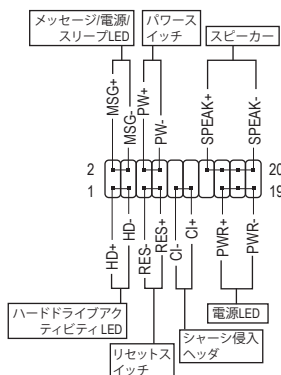 メッセージ/電源/
スリープLED
パワース
イッチ
スピーカー
MSG+
MSG-
PW+
PW-
SPEAK+
SPEAK-
2
20
1
19
HD+
HD-
RES-
RES+
CI-
CI+
PWR+
PWR-
ハードドライブアク
ティビティ LED
リセットス
イッチ
シャーシ侵入
ヘッダ
電源LED